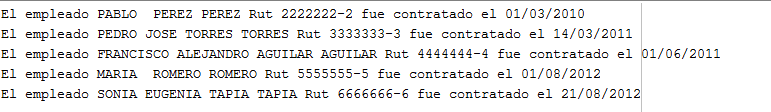 El empleado PABLO  PEREZ PEREZ Rut 2222222-2 fue contratado el 01/03/2010
El empleado PEDRO JOSE TORRES TORRES Rut 3333333-3 fue contratado el 14/03/2011
El empleado FRANCISCO ALEJANDRO AGUILAR AGUILAR Rut 4444444-4 fue contratado el 01/06/2011
El empleado MARIA  ROMERO ROMERO Rut 5555555-5 fue contratado el 01/08/2012
El empleado SONIA EUGENIA TAPIA TAPIA Rut 6666666-6 fue contratado el 21/08/2012